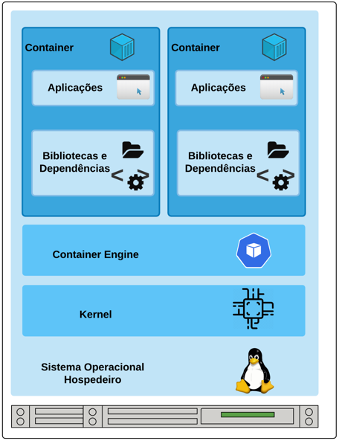 Container
Container
Aplicações
Aplicações
Bibliotecas e
Dependências
Bibliotecas e
Dependências
Container Engine
Kernel
Sistema Operacional
Hospedeiro